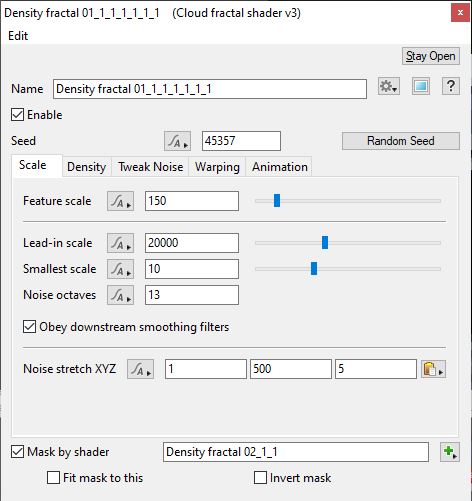 Density fractal 01_1_1_1_1_1_1 (Cloud fractal shader v3) x
Edit
Stay Open
Name Density fractal 01_1_1_1_1_1_1 ?
Enable
Seed A 45357 Random Seed
Scale Density Tweak Noise Warping Animation
Feature scale A 150
Lead-in scale A 20000
Smallest scale A 10
Noise octaves A 13
Obey downstream smoothing filters
Noise stretch XYZ A 1 500 5
Mask by shader Density fractal 02_1_1
Fit mask to this Invert mask